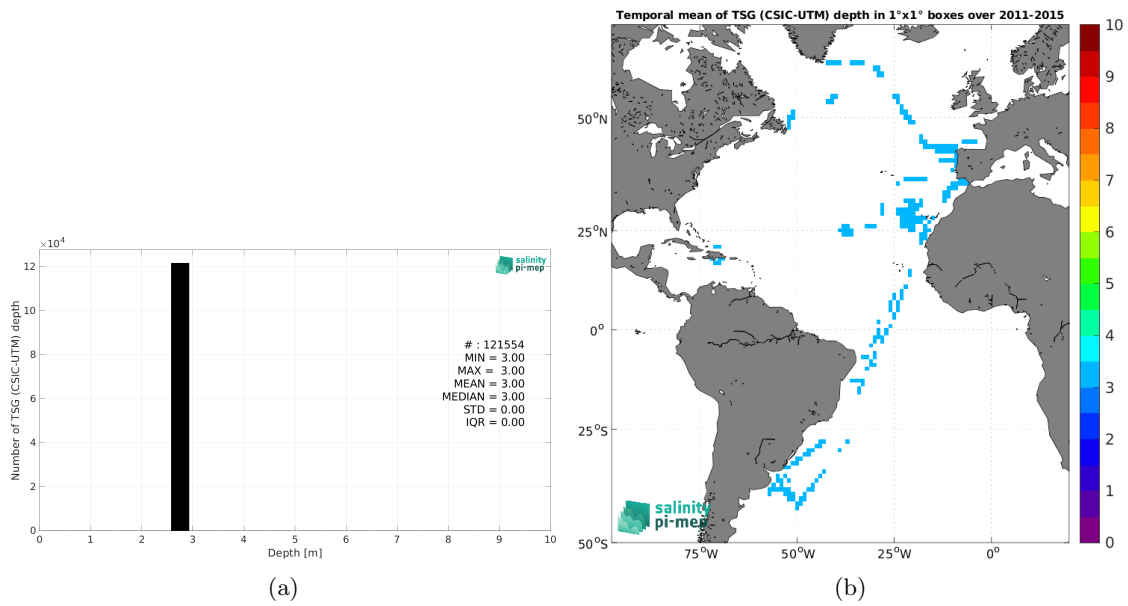 ×10⁴
12
10
8
6
4
2
0
Number of TSG (CSIC-UTM) depth
0 1 2 3 4 5 6 7 8 9 10
Depth [m]
salinity
pi-mep
# : 121554
MIN = 3.00
MAX = 3.00
MEAN = 3.00
MEDIAN = 3.00
STD = 0.00
IQR = 0.00
(a)
Temporal mean of TSG (CSIC-UTM) depth in 1°x1° boxes over 2011-2015
50°N
25°N
0°
25°S
50°S
75°W 50°W 25°W 0°
salinity
pi-mep
10
9
8
7
6
5
4
3
2
1
0
(b)